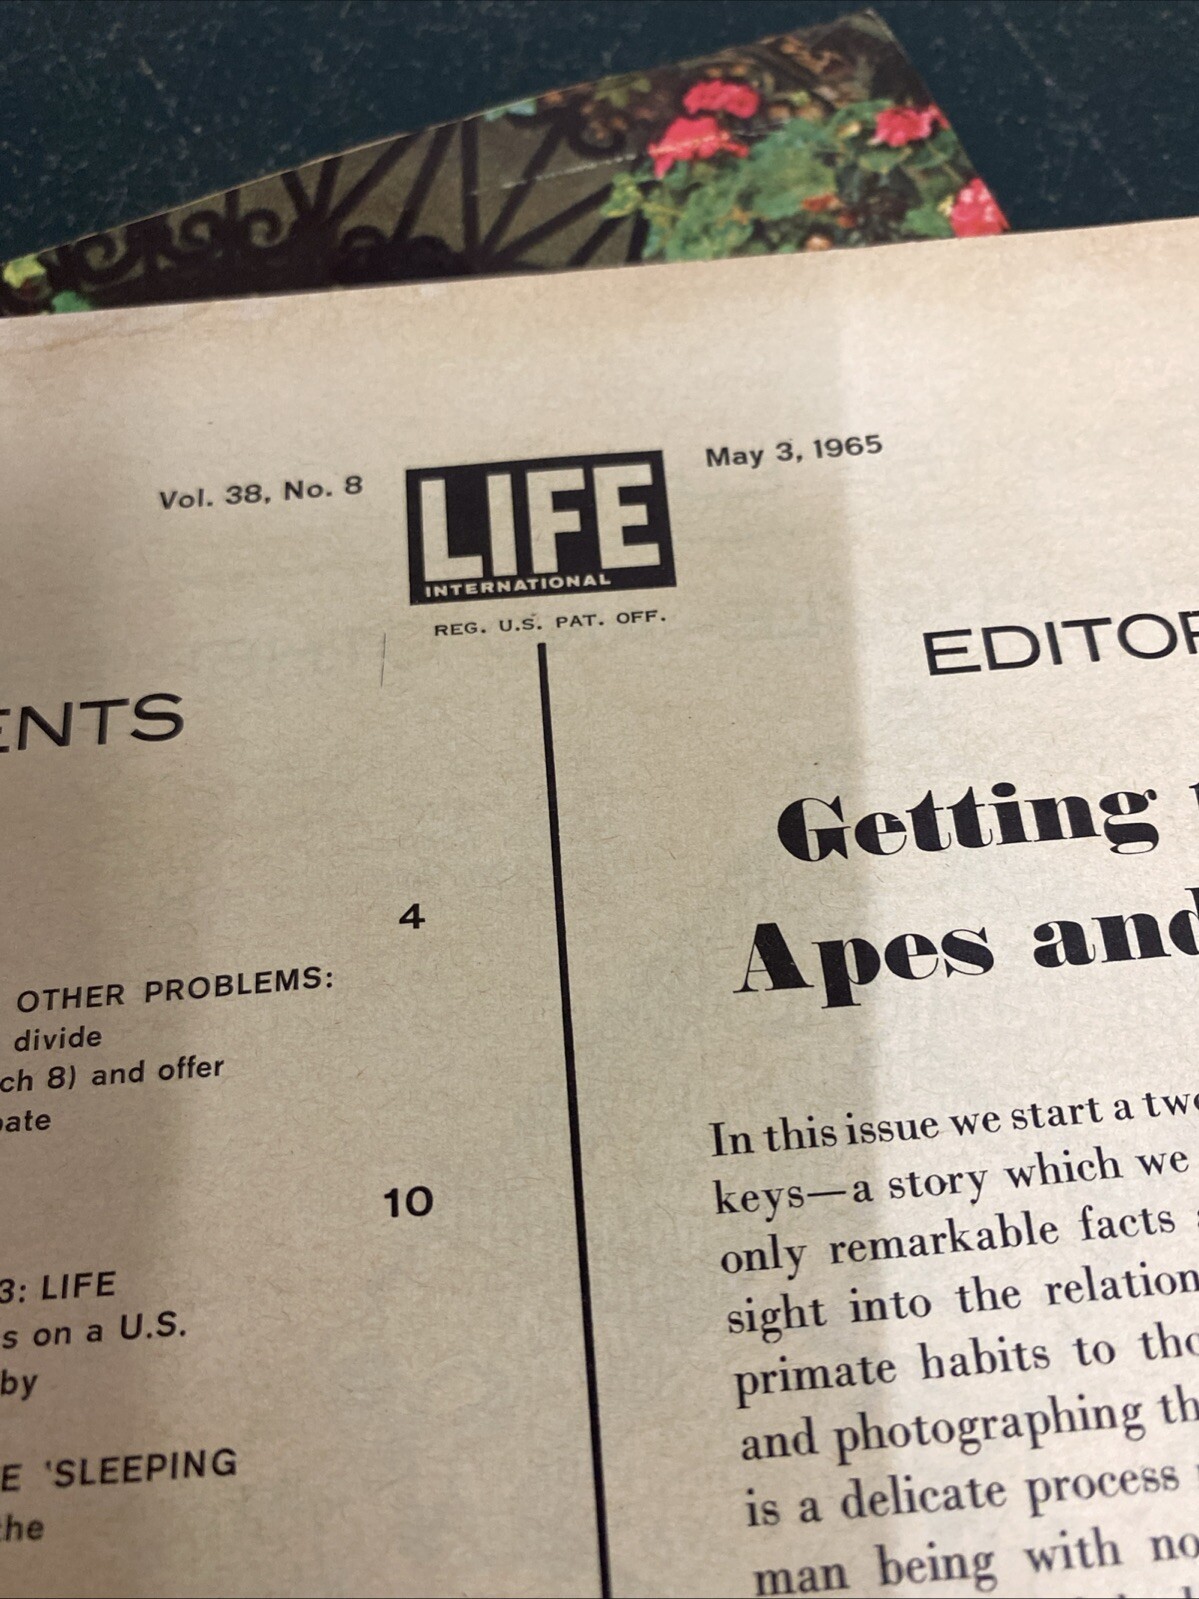 Vol. 38, No. 8
LIFE
INTERNATIONAL
May 3, 1965
REG. U.S. PAT. OFF.
ENTS
4
OTHER PROBLEMS:
divide
ch 8) and offer
ate
10
3: LIFE
s on a U.S.
by
E 'SLEEPING
the
EDITOR
Getting
Apes and
In this issue we start a two
keys—a story which we
only remarkable facts
sight into the relation
primate habits to tho
and photographing th
is a delicate process
man being with no